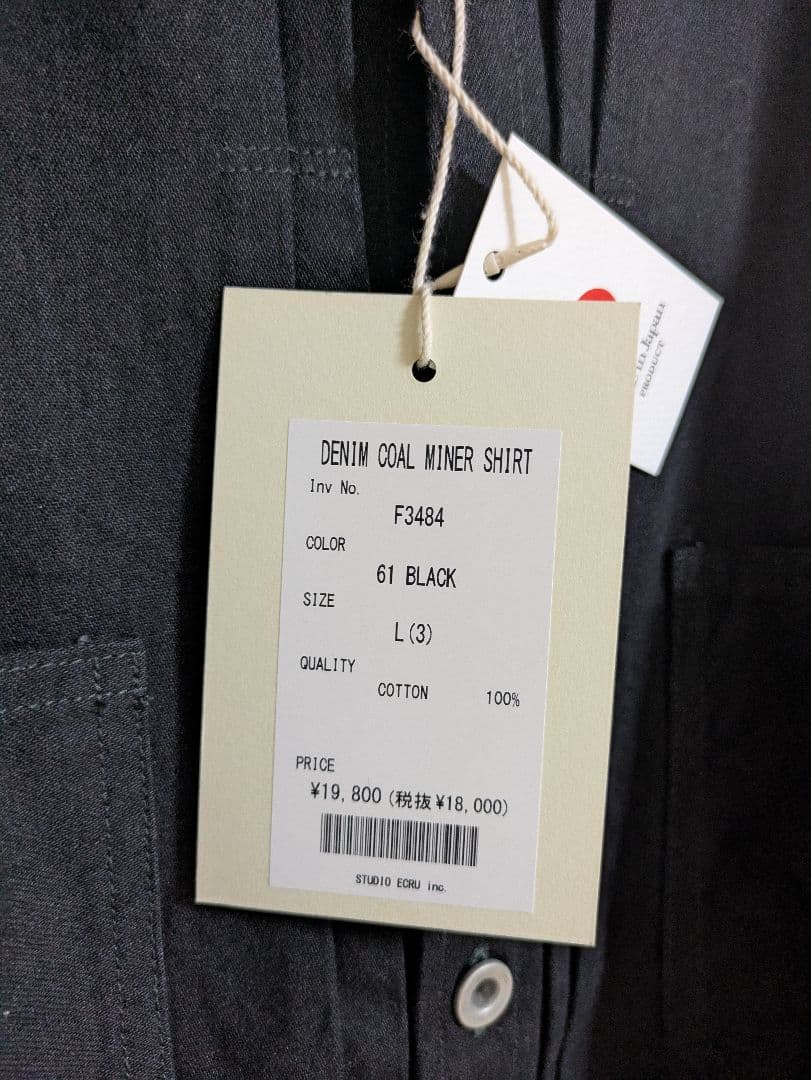 DENIM COAL MINER SHIRT
Inv No.
F3484
COLOR
61 BLACK
SIZE
L(3)
QUALITY
COTTON 100%
PRICE
¥19,800(税抜¥18,000)
STUDIO ECRU inc.